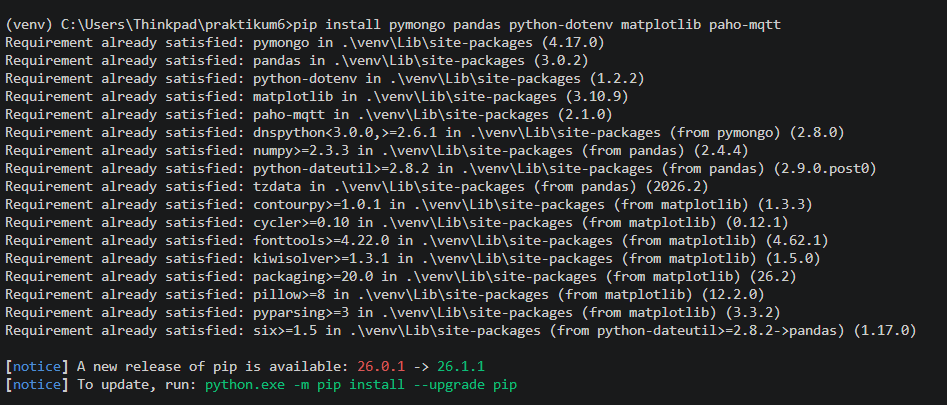 (venv) C:\Users\Thinkpad\praktikum6>pip install pymongo pandas python-dotenv matplotlib paho-mqtt
Requirement already satisfied: pymongo in .\venv\Lib\site-packages (4.17.0)
Requirement already satisfied: pandas in .\venv\Lib\site-packages (3.0.2)
Requirement already satisfied: python-dotenv in .\venv\Lib\site-packages (1.2.2)
Requirement already satisfied: matplotlib in .\venv\Lib\site-packages (3.10.9)
Requirement already satisfied: paho-mqtt in .\venv\Lib\site-packages (2.1.0)
Requirement already satisfied: dnspython<3.0.0,>=2.6.1 in .\venv\Lib\site-packages (from pymongo) (2.8.0)
Requirement already satisfied: numpy>=2.3.3 in .\venv\Lib\site-packages (from pandas) (2.4.4)
Requirement already satisfied: python-dateutil>=2.8.2 in .\venv\Lib\site-packages (from pandas) (2.9.0.post0)
Requirement already satisfied: tzdata in .\venv\Lib\site-packages (from pandas) (2026.2)
Requirement already satisfied: contourpy>=1.0.1 in .\venv\Lib\site-packages (from matplotlib) (1.3.3)
Requirement already satisfied: cycler>=0.10 in .\venv\Lib\site-packages (from matplotlib) (0.12.1)
Requirement already satisfied: fonttools>=4.22.0 in .\venv\Lib\site-packages (from matplotlib) (4.62.1)
Requirement already satisfied: kiwisolver>=1.3.1 in .\venv\Lib\site-packages (from matplotlib) (1.5.0)
Requirement already satisfied: packaging>=20.0 in .\venv\Lib\site-packages (from matplotlib) (26.2)
Requirement already satisfied: pillow>=8 in .\venv\Lib\site-packages (from matplotlib) (12.2.0)
Requirement already satisfied: pyparsing>=3 in .\venv\Lib\site-packages (from matplotlib) (3.3.2)
Requirement already satisfied: six>=1.5 in .\venv\Lib\site-packages (from python-dateutil>=2.8.2->pandas) (1.17.0)
[notice] A new release of pip is available: 26.0.1 -> 26.1.1
[notice] To update, run: python.exe -m pip install --upgrade pip